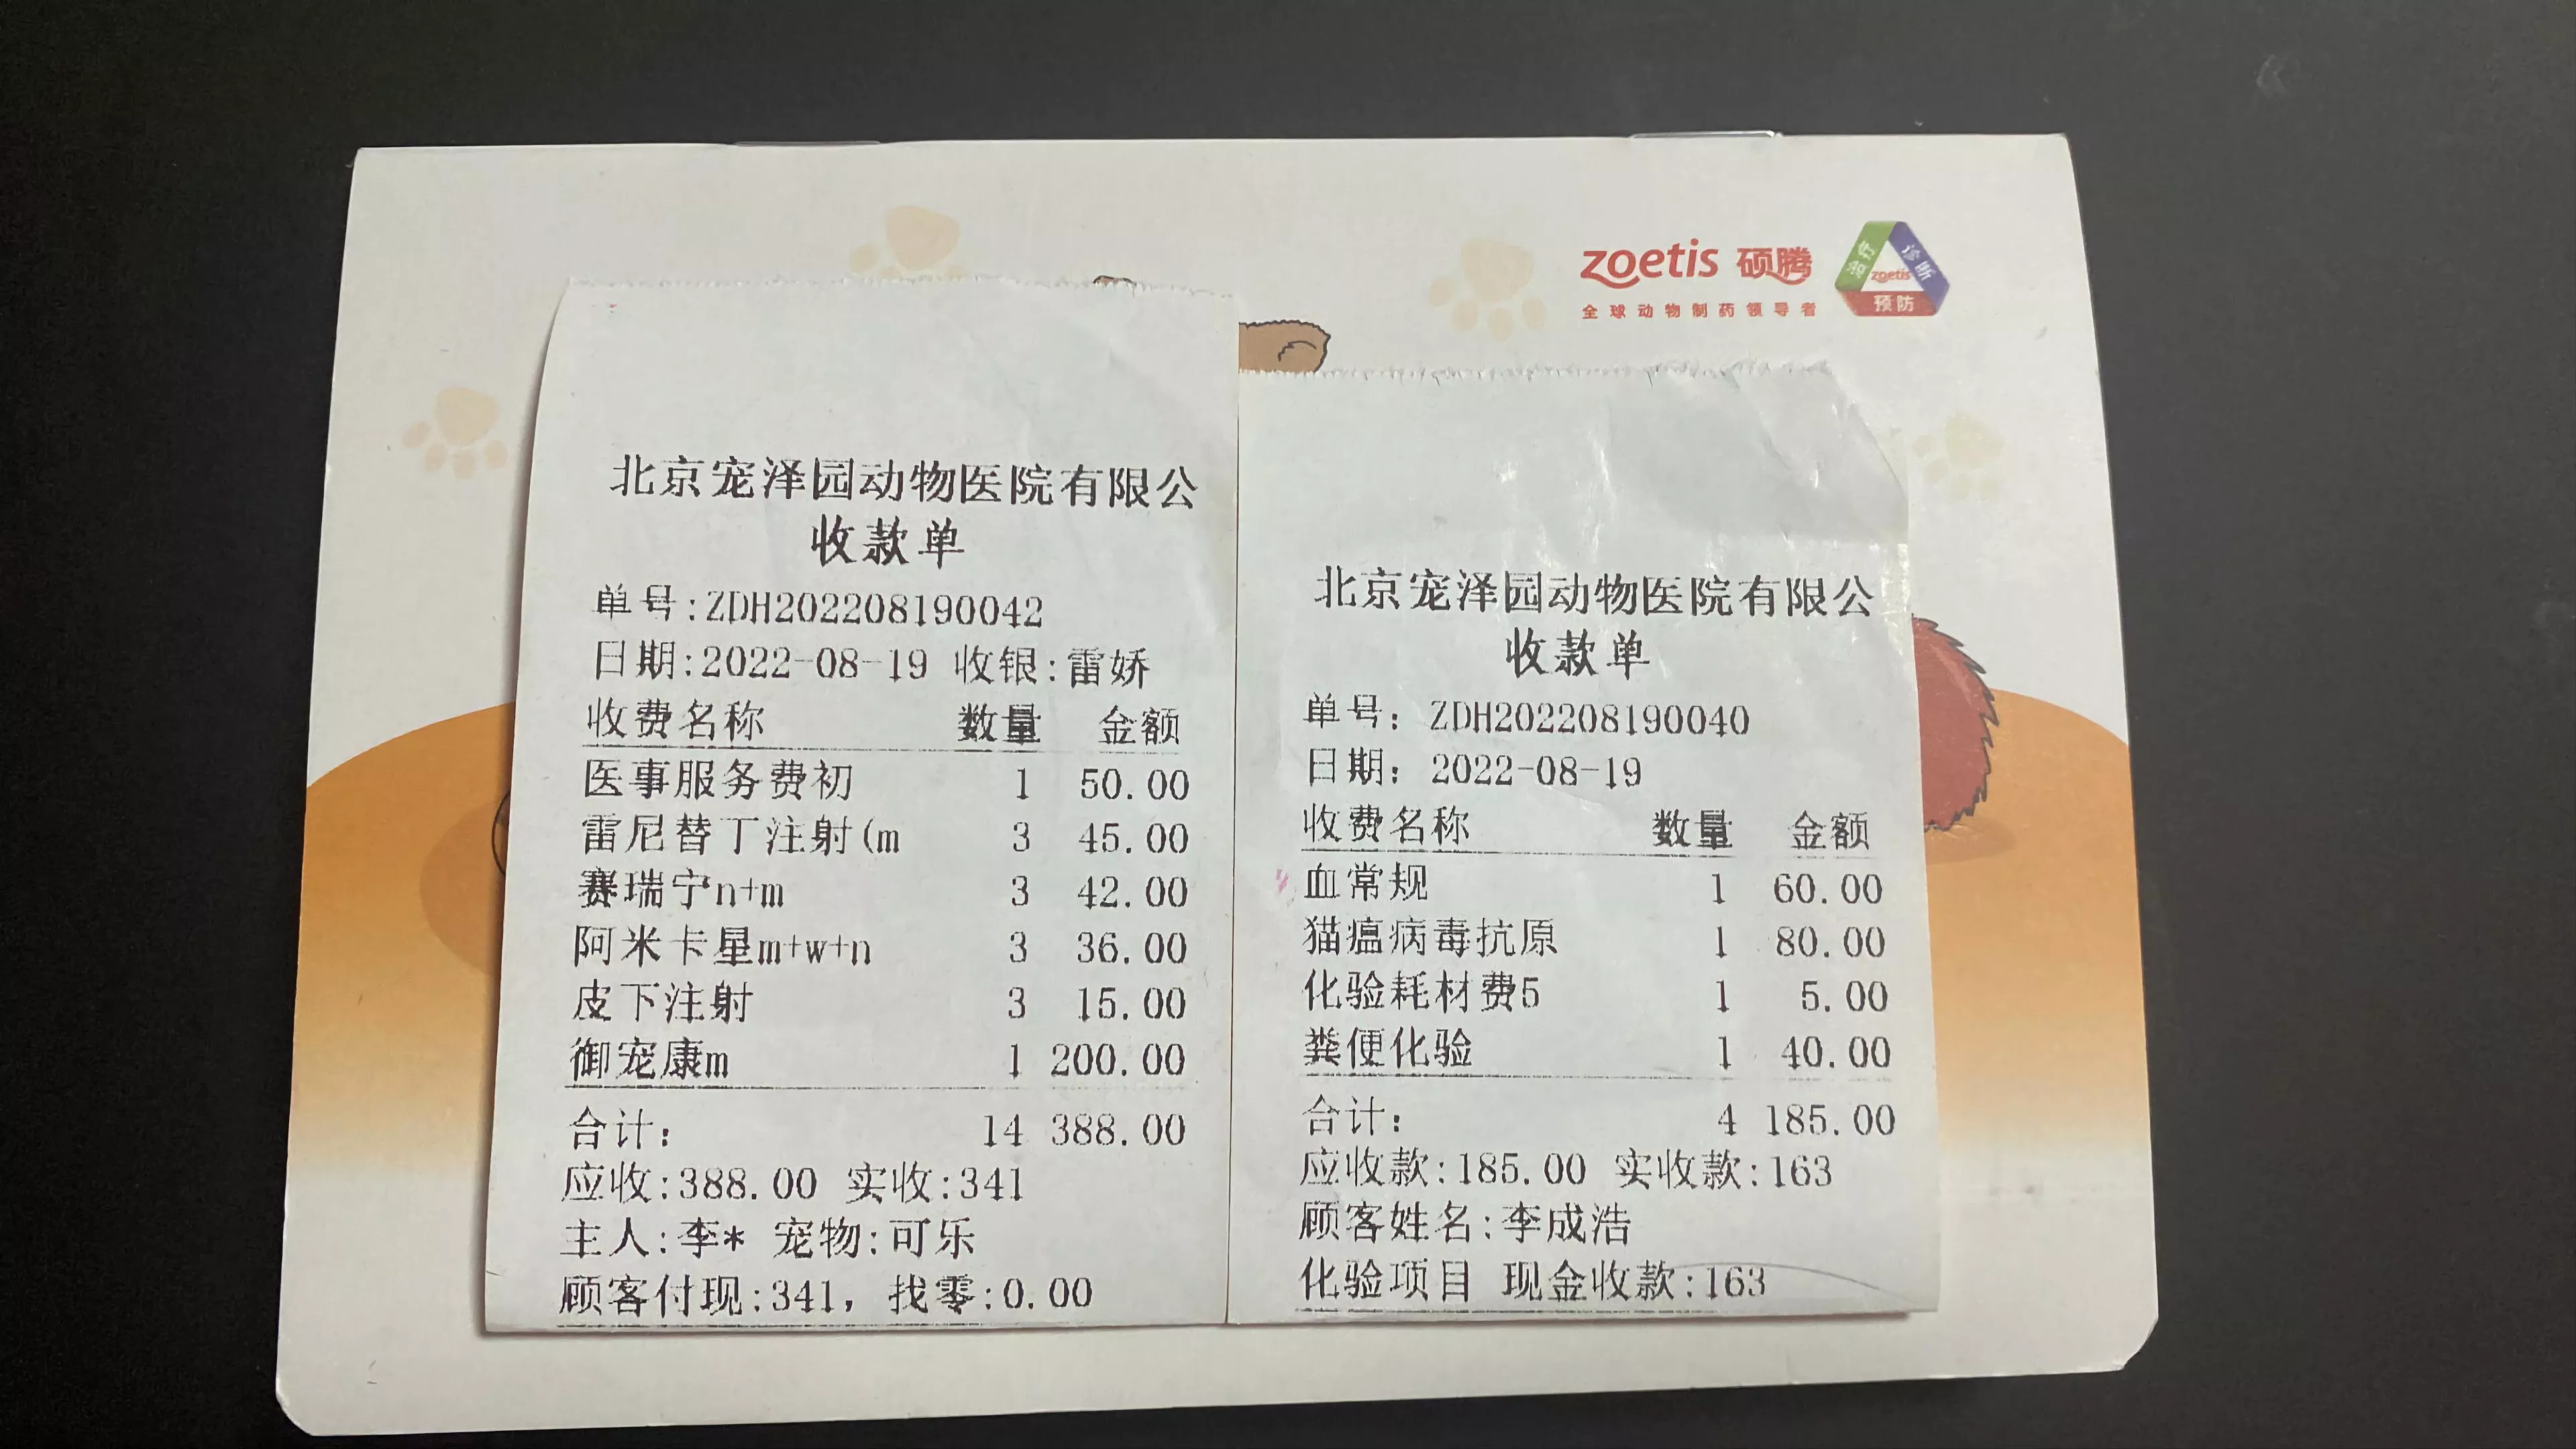 zoetis 硕腾
全球动物制药领导者
治疗
诊断
zoetis
预防
北京宠泽园动物医院有限公
收款单
单号:ZDH202208190042
日期:2022-08-19 收银:雷娇
收费名称 数量 金额
医事服务费初 1 50.00
雷尼替丁注射(m 3 45.00
赛瑞宁n+m 3 42.00
阿米卡星m+w+n 3 36.00
皮下注射 3 15.00
御宠康m 1 200.00
合计: 14 388.00
应收:388.00 实收:341
主人:李* 宠物:可乐
顾客付现:341, 找零:0.00
北京宠泽园动物医院有限公
收款单
单号: ZDH202208190040
日期: 2022-08-19
收费名称 数量 金额
血常规 1 60.00
猫瘟病毒抗原 1 80.00
化验耗材费5 1 5.00
粪便化验 1 40.00
合计: 4 185.00
应收款:185.00 实收款:163
顾客姓名:李成浩
化验项目 现金收款:163